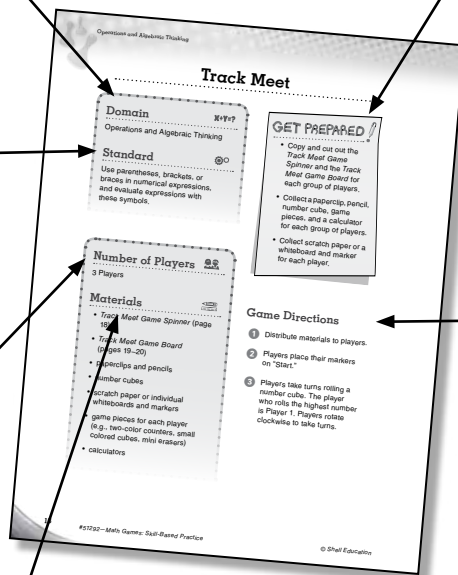 Operations and Algebraic Thinking
Track Meet
Domain
X+Y=?
Operations and Algebraic Thinking
Standard
Use parentheses, brackets, or
braces in numerical expressions,
and evaluate expressions with
these symbols.
GET PREPARED!
• Copy and cut out the
Track Meet Game
Spinner and the Track
Meet Game Board for
each group of players.
• Collect a paperclip, pencil,
number cube, game
pieces, and a calculator
for each group of players.
• Collect scratch paper or a
whiteboard and marker
for each player.
Number of Players
3 Players
Materials
• Track Meet Game Spinner (page
18)
• Track Meet Game Board
(pages 19–20)
• paperclips and pencils
• number cubes
• scratch paper or individual
whiteboards and markers
• game pieces for each player
(e.g., two-color counters, small
colored cubes, mini erasers)
• calculators
Game Directions
1 Distribute materials to players.
2 Players place their markers
on "Start."
3 Players take turns rolling a
number cube. The player
who rolls the highest number
is Player 1. Players rotate
clockwise to take turns.
#51292—Math Games: Skill-Based Practice
© Shell Education